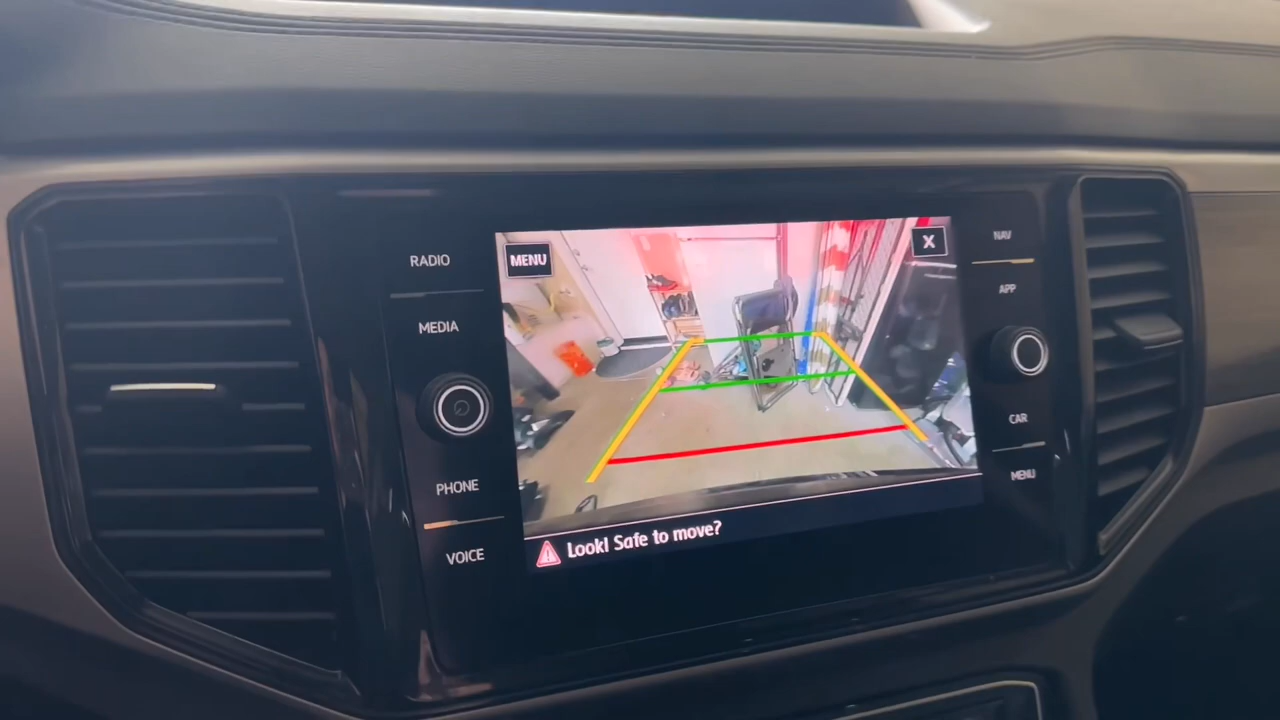 RADIO
MEDIA
PHONE
VOICE
MENU
X
Look! Safe to move?
NAV
APP
CAR
MENU